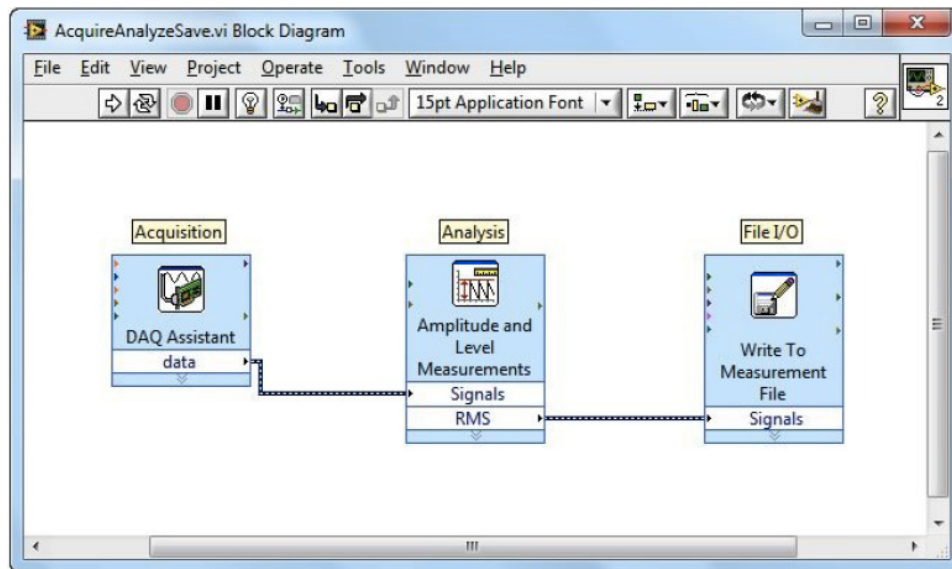 AcquireAnalyzeSave.vi Block Diagram
File Edit View Project Operate Tools Window Help
15pt Application Font
2
Acquisition
Analysis
File I/O
DAQ Assistant
data
Amplitude and
Level
Measurements
Signals
RMS
Write To
Measurement
File
Signals